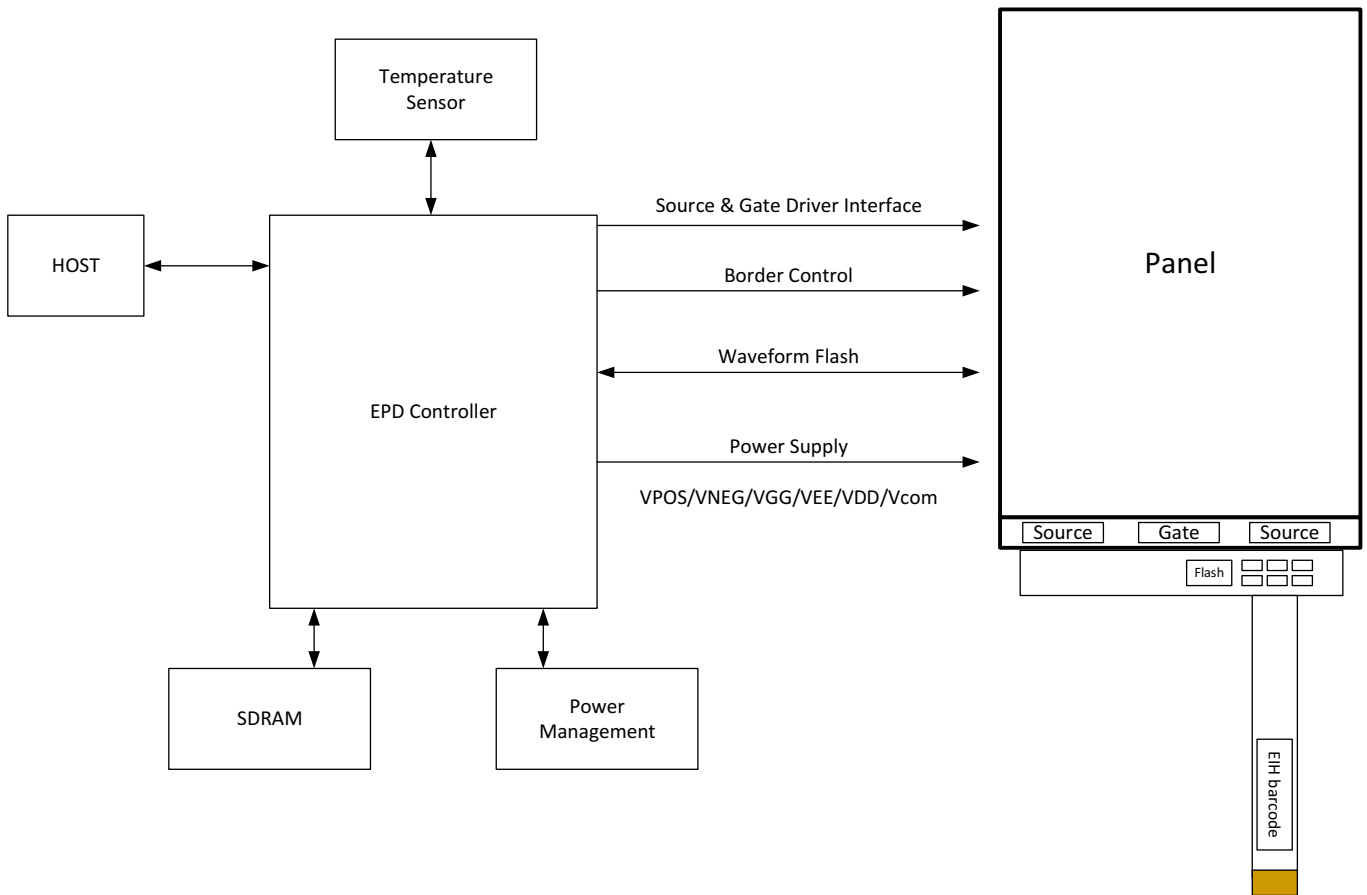 Temperature
Sensor
HOST
EPD Controller
Source & Gate Driver Interface
Border Control
Waveform Flash
Power Supply
VPOS/VNEG/VGG/VEE/VDD/Vcom
Panel
Source
Gate
Source
Flash
SDRAM
Power
Management
EIH barcode